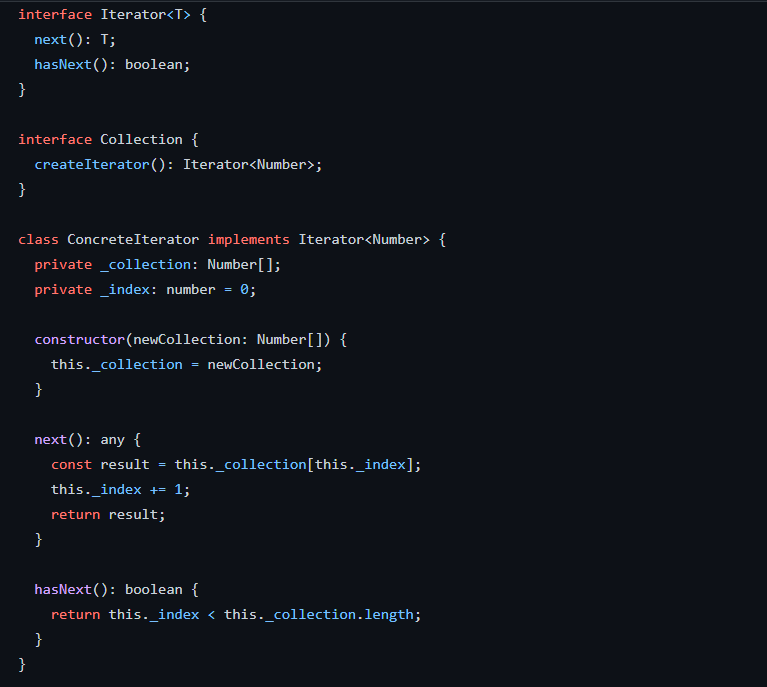 interface Iterator<T> {
  next(): T;
  hasNext(): boolean;
}

interface Collection {
  createIterator(): Iterator<Number>;
}

class ConcreteIterator implements Iterator<Number> {
  private _collection: Number[];
  private _index: number = 0;

  constructor(newCollection: Number[]) {
    this._collection = newCollection;
  }

  next(): any {
    const result = this._collection[this._index];
    this._index += 1;
    return result;
  }

  hasNext(): boolean {
    return this._index < this._collection.length;
  }
}